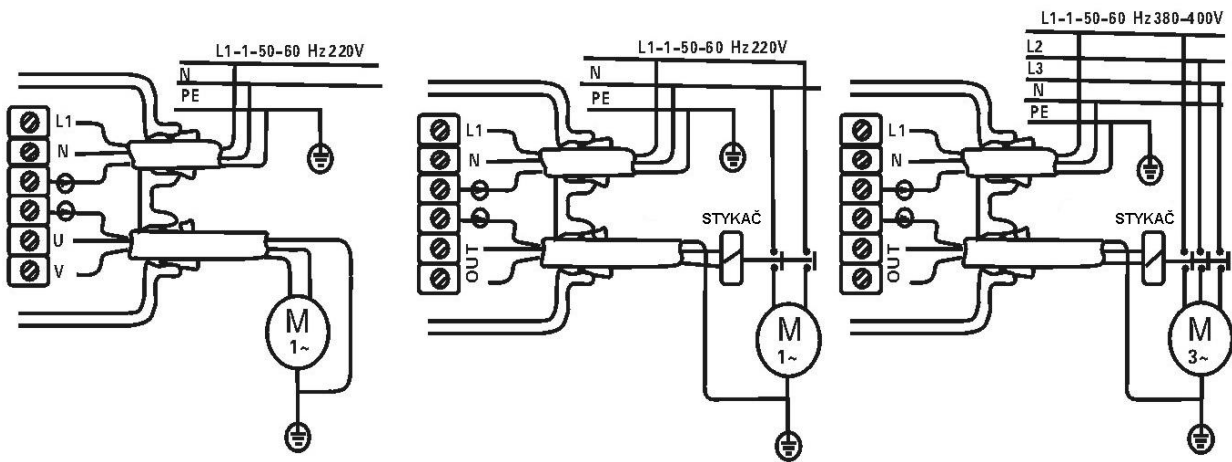 L1-1-50-60 Hz 220V
N
PE
L1
N
U
V
M
1~
L1-1-50-60 Hz 220V
N
PE
L1
N
OUT
STYKAČ
M
1~
L1-1-50-60 Hz 380-400V
L2
L3
N
PE
L1
N
OUT
STYKAČ
M
3~